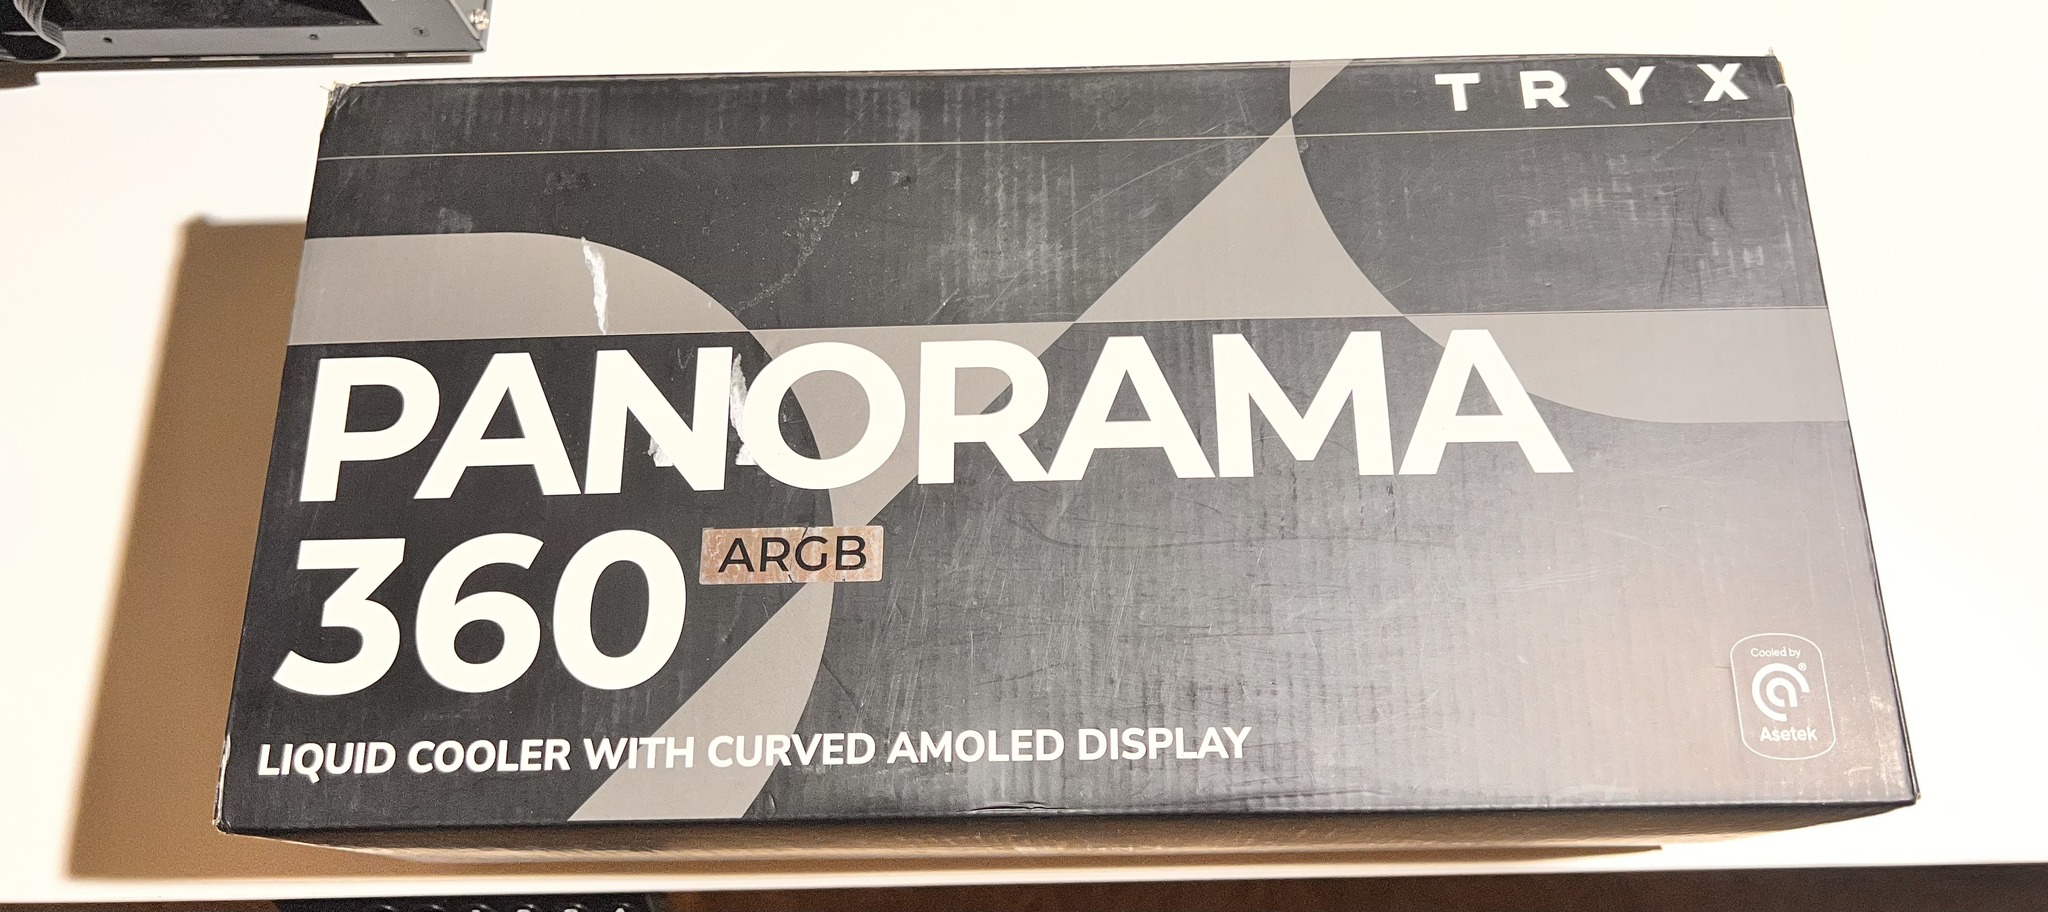 TRYX
PANORAMA
360 ARGB
LIQUID COOLER WITH CURVED AMOLED DISPLAY
Cooled by
®
Asetek